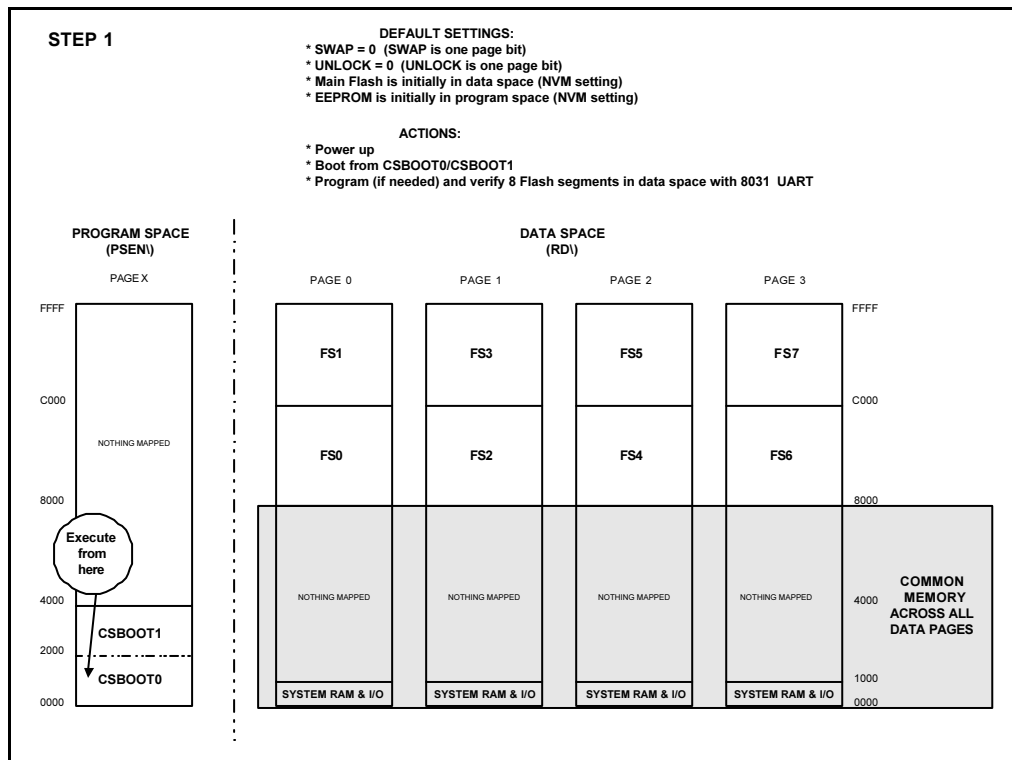 STEP 1
DEFAULT SETTINGS:
* SWAP = 0 (SWAP is one page bit)
* UNLOCK = 0 (UNLOCK is one page bit)
* Main Flash is initially in data space (NVM setting)
* EEPROM is initially in program space (NVM setting)
ACTIONS:
* Power up
* Boot from CSBOOT0/CSBOOT1
* Program (if needed) and verify 8 Flash segments in data space with 8031 UART
PROGRAM SPACE
(PSEN\)
PAGE X
FFFF
C000
NOTHING MAPPED
8000
Execute
from
here
4000
CSBOOT1
2000
CSBOOT0
0000
DATA SPACE
(RD\)
PAGE 0
PAGE 1
PAGE 2
PAGE 3
FFFF
FS1
FS3
FS5
FS7
C000
FS0
FS2
FS4
FS6
8000
NOTHING MAPPED
NOTHING MAPPED
NOTHING MAPPED
NOTHING MAPPED
4000
COMMON
MEMORY
ACROSS ALL
DATA PAGES
1000
SYSTEM RAM & I/O
SYSTEM RAM & I/O
SYSTEM RAM & I/O
SYSTEM RAM & I/O
0000